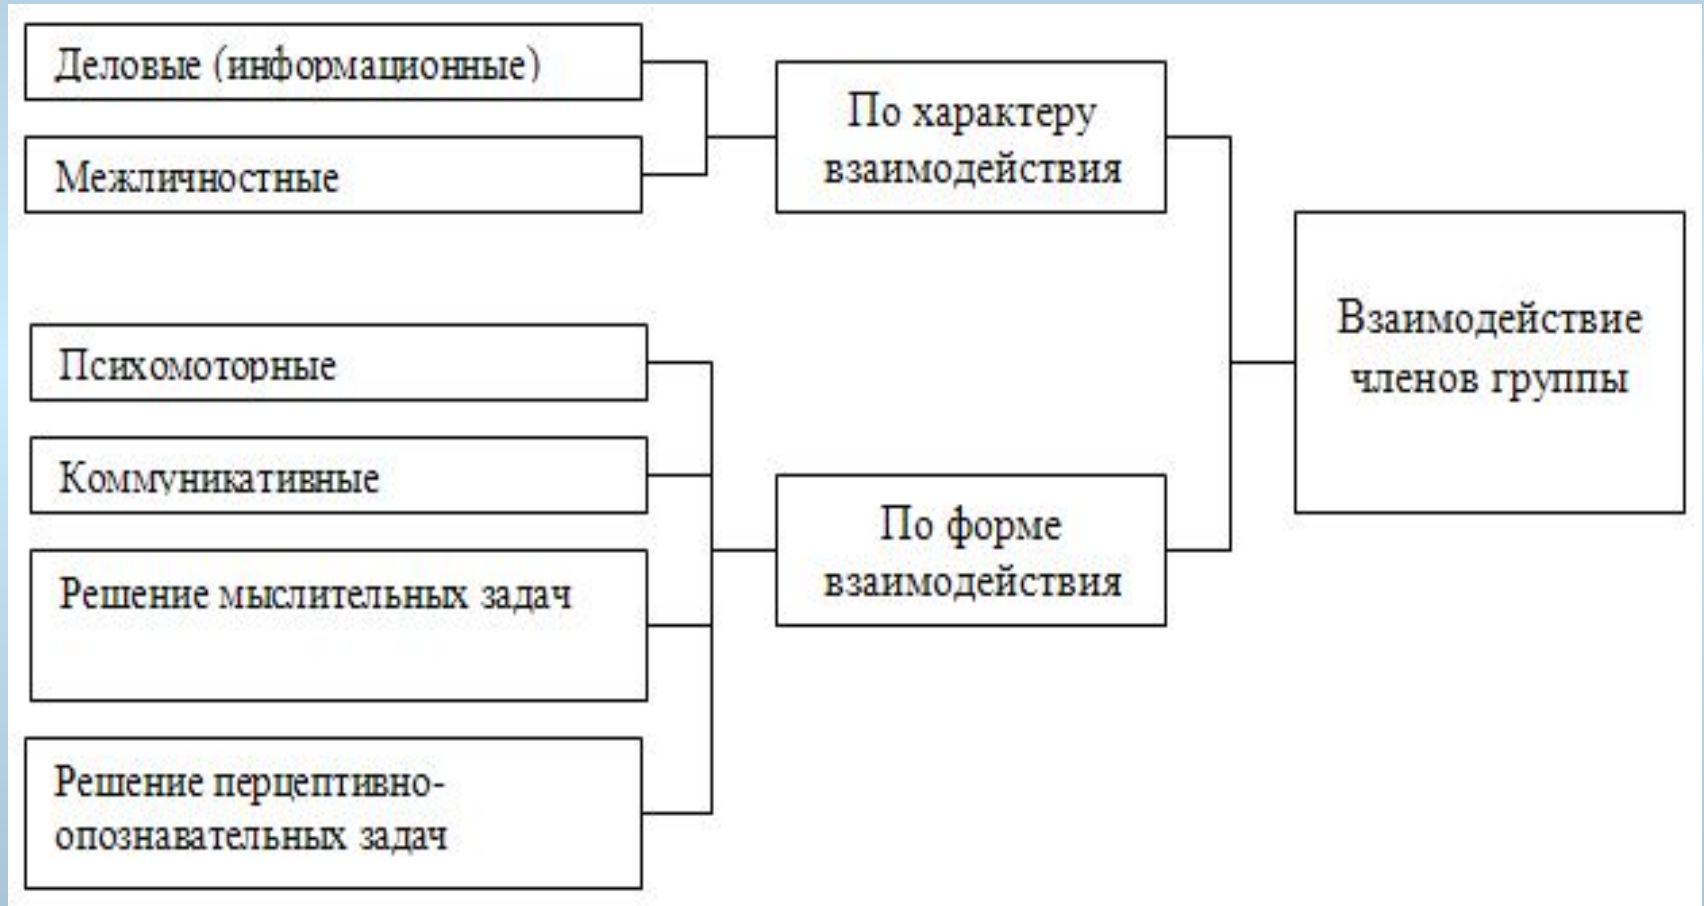 Деловые (информационные)
Межличностные
По характеру
взаимодействия
Взаимодействие
членов группы
Психомоторные
Коммуникативные
Решение мыслительных задач
Решение перцептивно-
опознавательных задач
По форме
взаимодействия